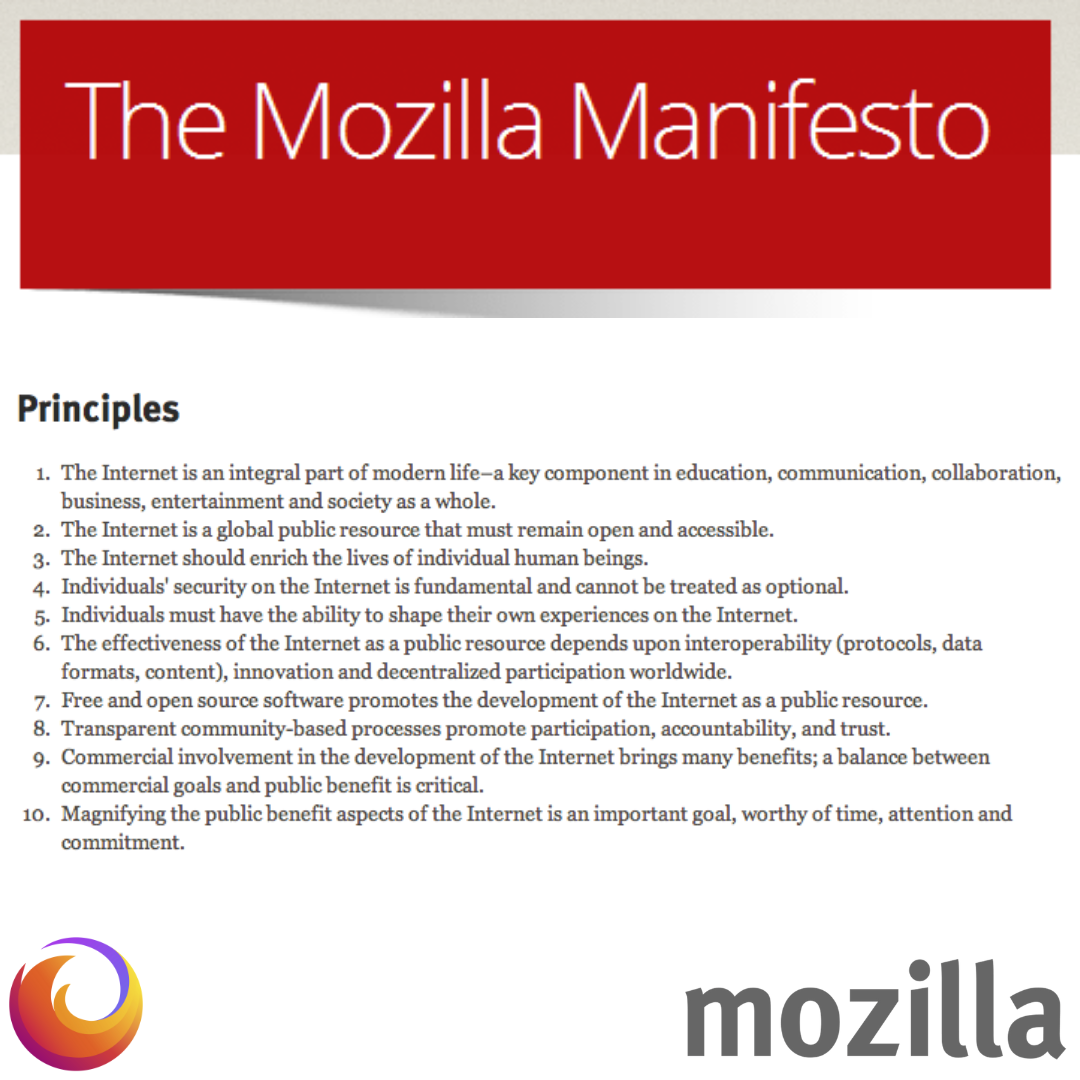 The Mozilla Manifesto
Principles
1. The Internet is an integral part of modern life–a key component in education, communication, collaboration,
business, entertainment and society as a whole.
2. The Internet is a global public resource that must remain open and accessible.
3. The Internet should enrich the lives of individual human beings.
4. Individuals' security on the Internet is fundamental and cannot be treated as optional.
5. Individuals must have the ability to shape their own experiences on the Internet.
6. The effectiveness of the Internet as a public resource depends upon interoperability (protocols, data
formats, content), innovation and decentralized participation worldwide.
7. Free and open source software promotes the development of the Internet as a public resource.
8. Transparent community-based processes promote participation, accountability, and trust.
9. Commercial involvement in the development of the Internet brings many benefits; a balance between
commercial goals and public benefit is critical.
10. Magnifying the public benefit aspects of the Internet is an important goal, worthy of time, attention and
commitment.
mozilla